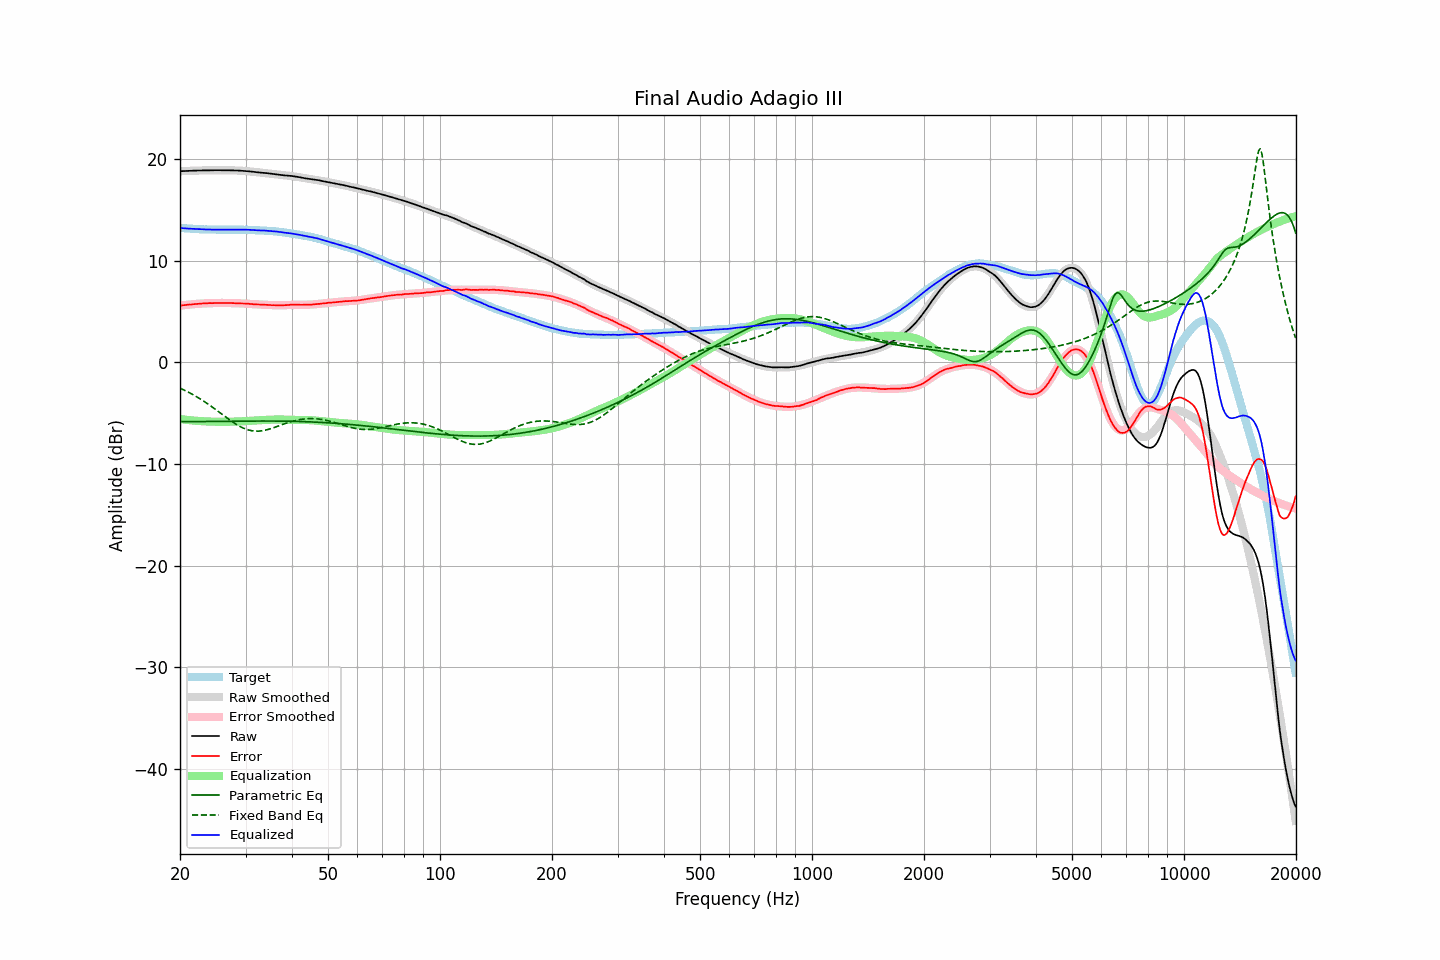 Final Audio Adagio III
Amplitude (dBr)
20
10
0
−10
−20
−30
−40
Target
Raw Smoothed
Error Smoothed
Raw
Error
Equalization
Parametric Eq
Fixed Band Eq
Equalized
20 50 100 200 500 1000 2000 5000 10000 20000
Frequency (Hz)